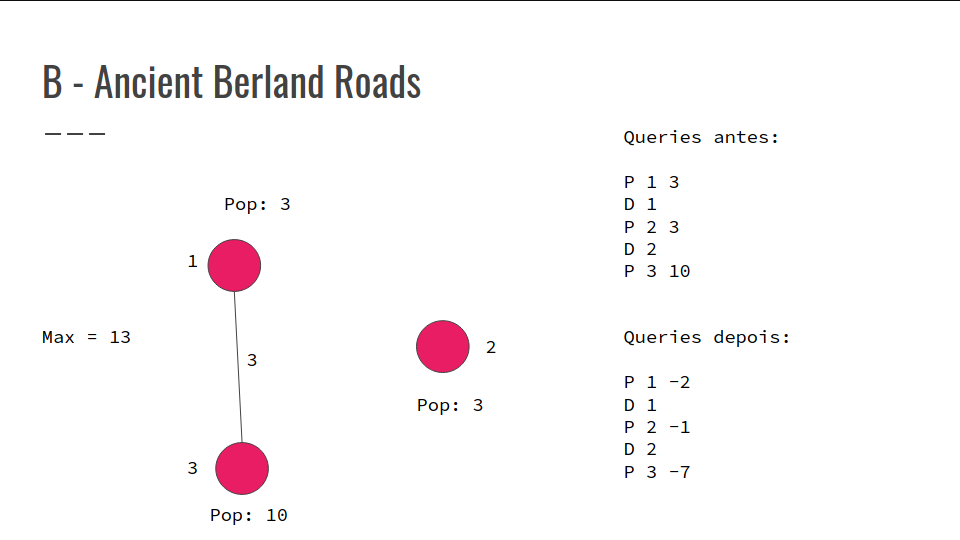 B - Ancient Berland Roads
Queries antes:
P 1 3
D 1
P 2 3
D 2
P 3 10
Pop: 3
1
Max = 13
3
2
Pop: 3
3
Pop: 10
Queries depois:
P 1 -2
D 1
P 2 -1
D 2
P 3 -7